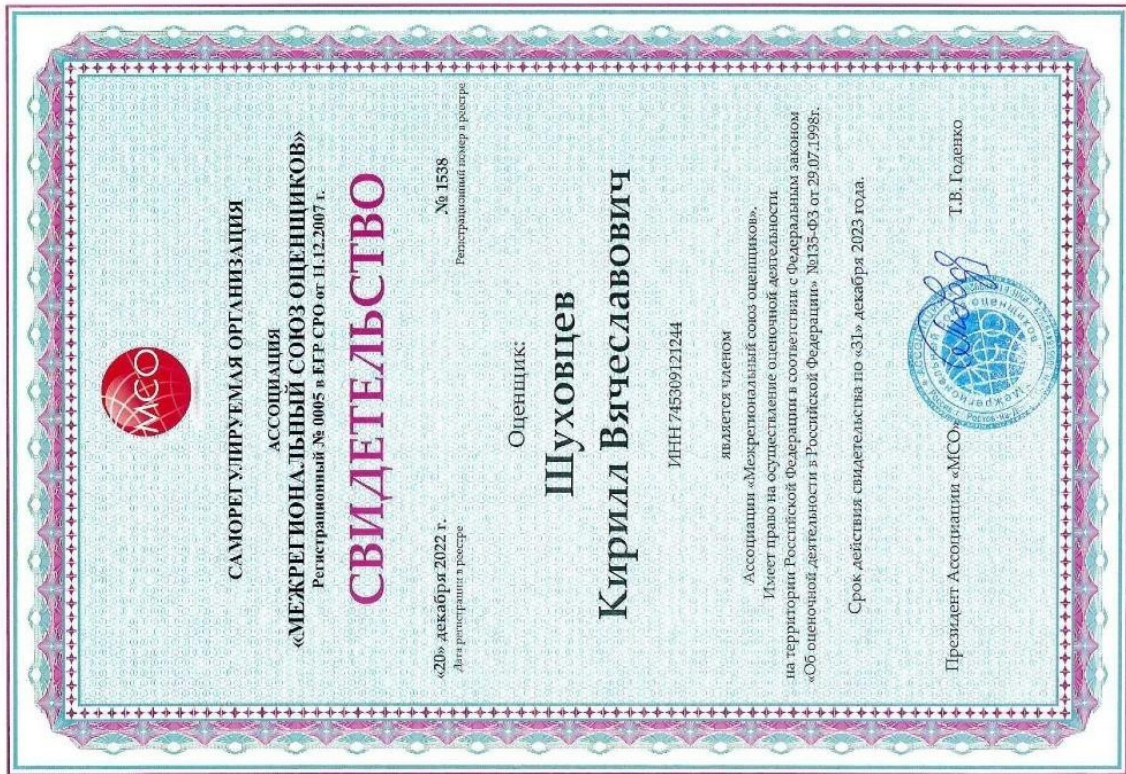 МСО
САМОРЕГУЛИРУЕМАЯ ОРГАНИЗАЦИЯ
АССОЦИАЦИЯ
«МЕЖРЕГИОНАЛЬНЫЙ СОЮЗ ОЦЕНЩИКОВ»
Регистрационный № 0005 в ЕГР СРО от 11.12.2007 г.
СВИДЕТЕЛЬСТВО
«20» декабря 2022 г. № 1538
Дата регистрации в реестре Регистрационный номер в реестре
Оценщик:
Шуховцев
Кирилл Вячеславович
ИНН 745309121244
является членом
Ассоциации «Межрегиональный союз оценщиков».
Имеет право на осуществление оценочной деятельности
на территории Российской Федерации в соответствии с Федеральным законом
«Об оценочной деятельности в Российской Федерации» №135-ФЗ от 29.07.1998г.
Срок действия свидетельства по «31» декабря 2023 года.
Президент Ассоциации «МСО» Т.В. Годенко